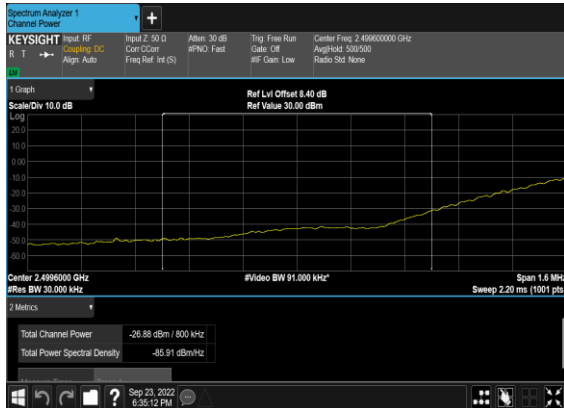 Spectrum Analyzer 1
Channel Power
+
KEYSIGHT
R T
LXI
Input: RF
Coupling: DC
Align: Auto
Input Z: 50 Ω
Corr CCorr
Freq Ref: Int (S)
Atten: 30 dB
#PNO: Fast
Trig: Free Run
Gate: Off
#IF Gain: Low
Center Freq: 2.499600000 GHz
Avg|Hold: 500/500
Radio Std: None
1 Graph
Scale/Div 10.0 dB
Ref Lvl Offset 8.40 dB
Ref Value 30.00 dBm
Log
20.0
10.0
0.00
-10.0
-20.0
-30.0
-40.0
-50.0
-60.0
Center 2.4996000 GHz
#Res BW 30.000 kHz
#Video BW 91.000 kHz*
Span 1.6 MHz
Sweep 2.20 ms (1001 pts
2 Metrics
Total Channel Power -26.88 dBm / 800 kHz
Total Power Spectral Density -85.91 dBm/Hz
?
Sep 23, 2022
6:35:12 PM